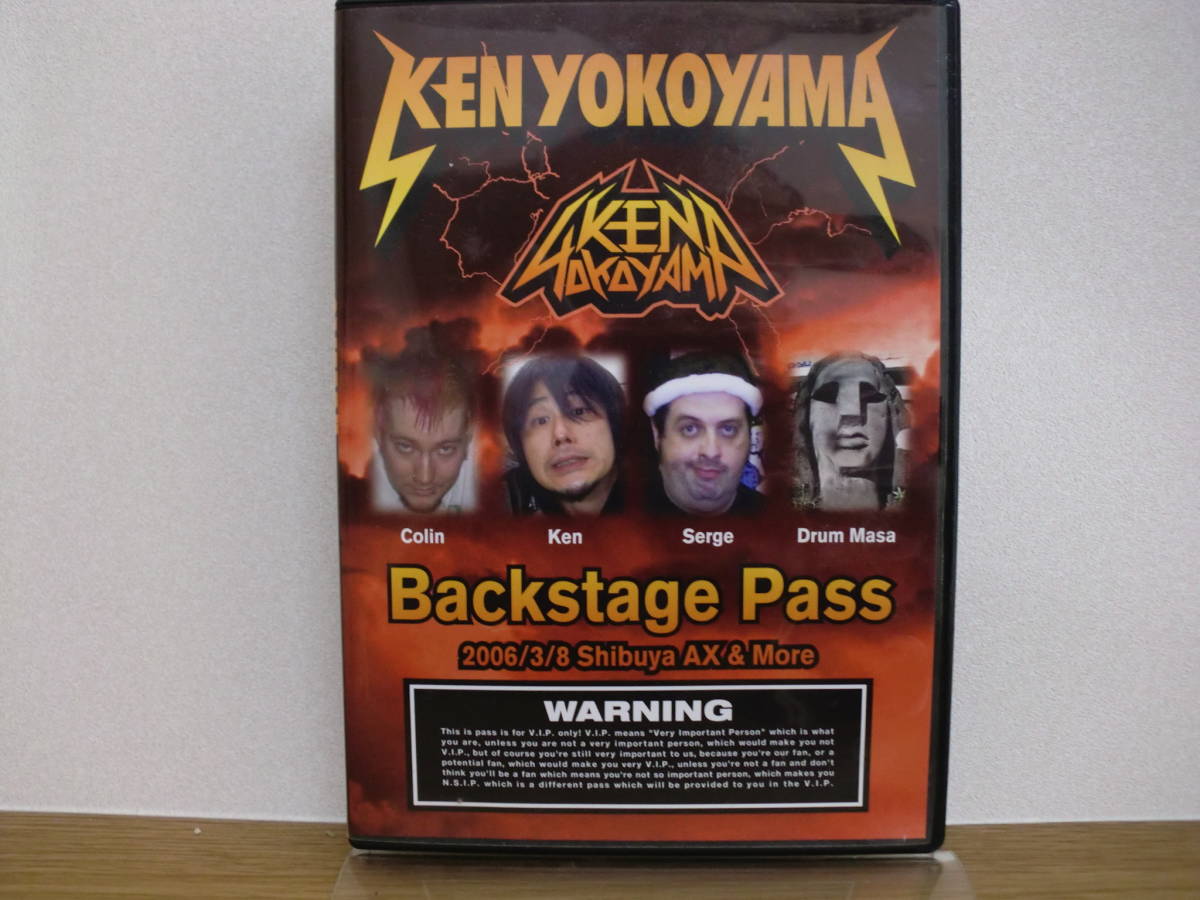 KEN YOKOYAMA
KEN
YOKOYAMA
Colin
Ken
Serge
Drum Masa
Backstage Pass
2006/3/8 Shibuya AX & More
WARNING
This is pass is for V.I.P. only! V.I.P. means "Very Important Person" which is what
you are, unless you are not a very important person, which would make you not
V.I.P., but of course you're still very important to us, because you're our fan, or a
potential fan, which would make you very V.I.P., unless you're not a fan and don't
think you'll be a fan which means you're not so important person, which makes you
N.S.I.P. which is a different pass which will be provided to you in the V.I.P.